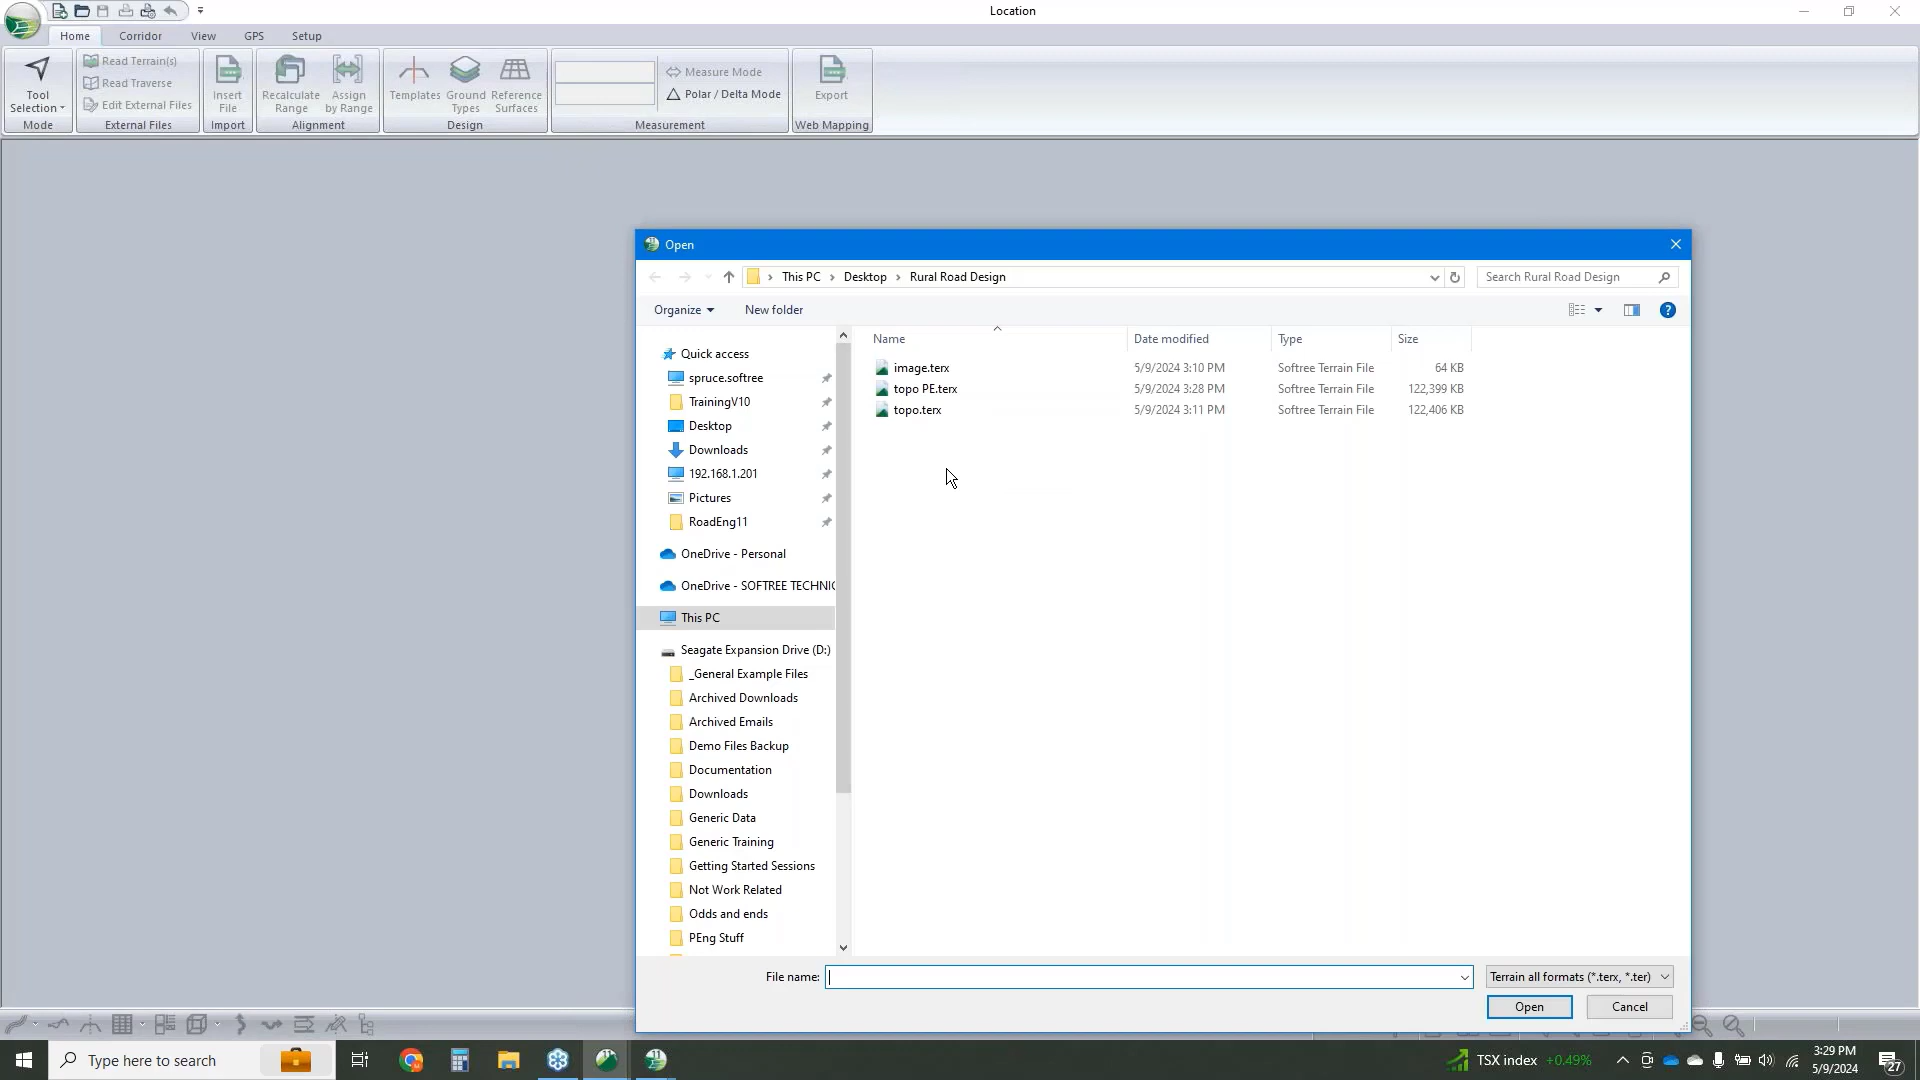 Location
Home
Corridor
View
GPS
Setup
Tool
Selection
Mode
Read Terrain(s)
Read Traverse
Edit External Files
External Files
Insert
File
Import
Recalculate
Range
Assign
by Range
Alignment
Templates
Ground
Types
Reference
Surfaces
Design
Measure Mode
Polar / Delta Mode
Measurement
Export
Web Mapping
Open
This PC > Desktop > Rural Road Design
Search Rural Road Design
Organize
New folder
Name
Date modified
Type
Size
image.terx 5/9/2024 3:10 PM Softree Terrain File 64 KB
topo PE.terx 5/9/2024 3:28 PM Softree Terrain File 122,399 KB
topo.terx 5/9/2024 3:11 PM Softree Terrain File 122,406 KB
Quick access
spruce.softree
TrainingV10
Desktop
Downloads
192.168.1.201
Pictures
RoadEng11
OneDrive - Personal
OneDrive - SOFTREE TECHNIC
This PC
Seagate Expansion Drive (D:)
_General Example Files
Archived Downloads
Archived Emails
Demo Files Backup
Documentation
Downloads
Generic Data
Generic Training
Getting Started Sessions
Not Work Related
Odds and ends
PEng Stuff
File name:
Terrain all formats (*.terx, *.ter)
Open
Cancel
Type here to search
TSX index +0.49%
3:29 PM
5/9/2024
27